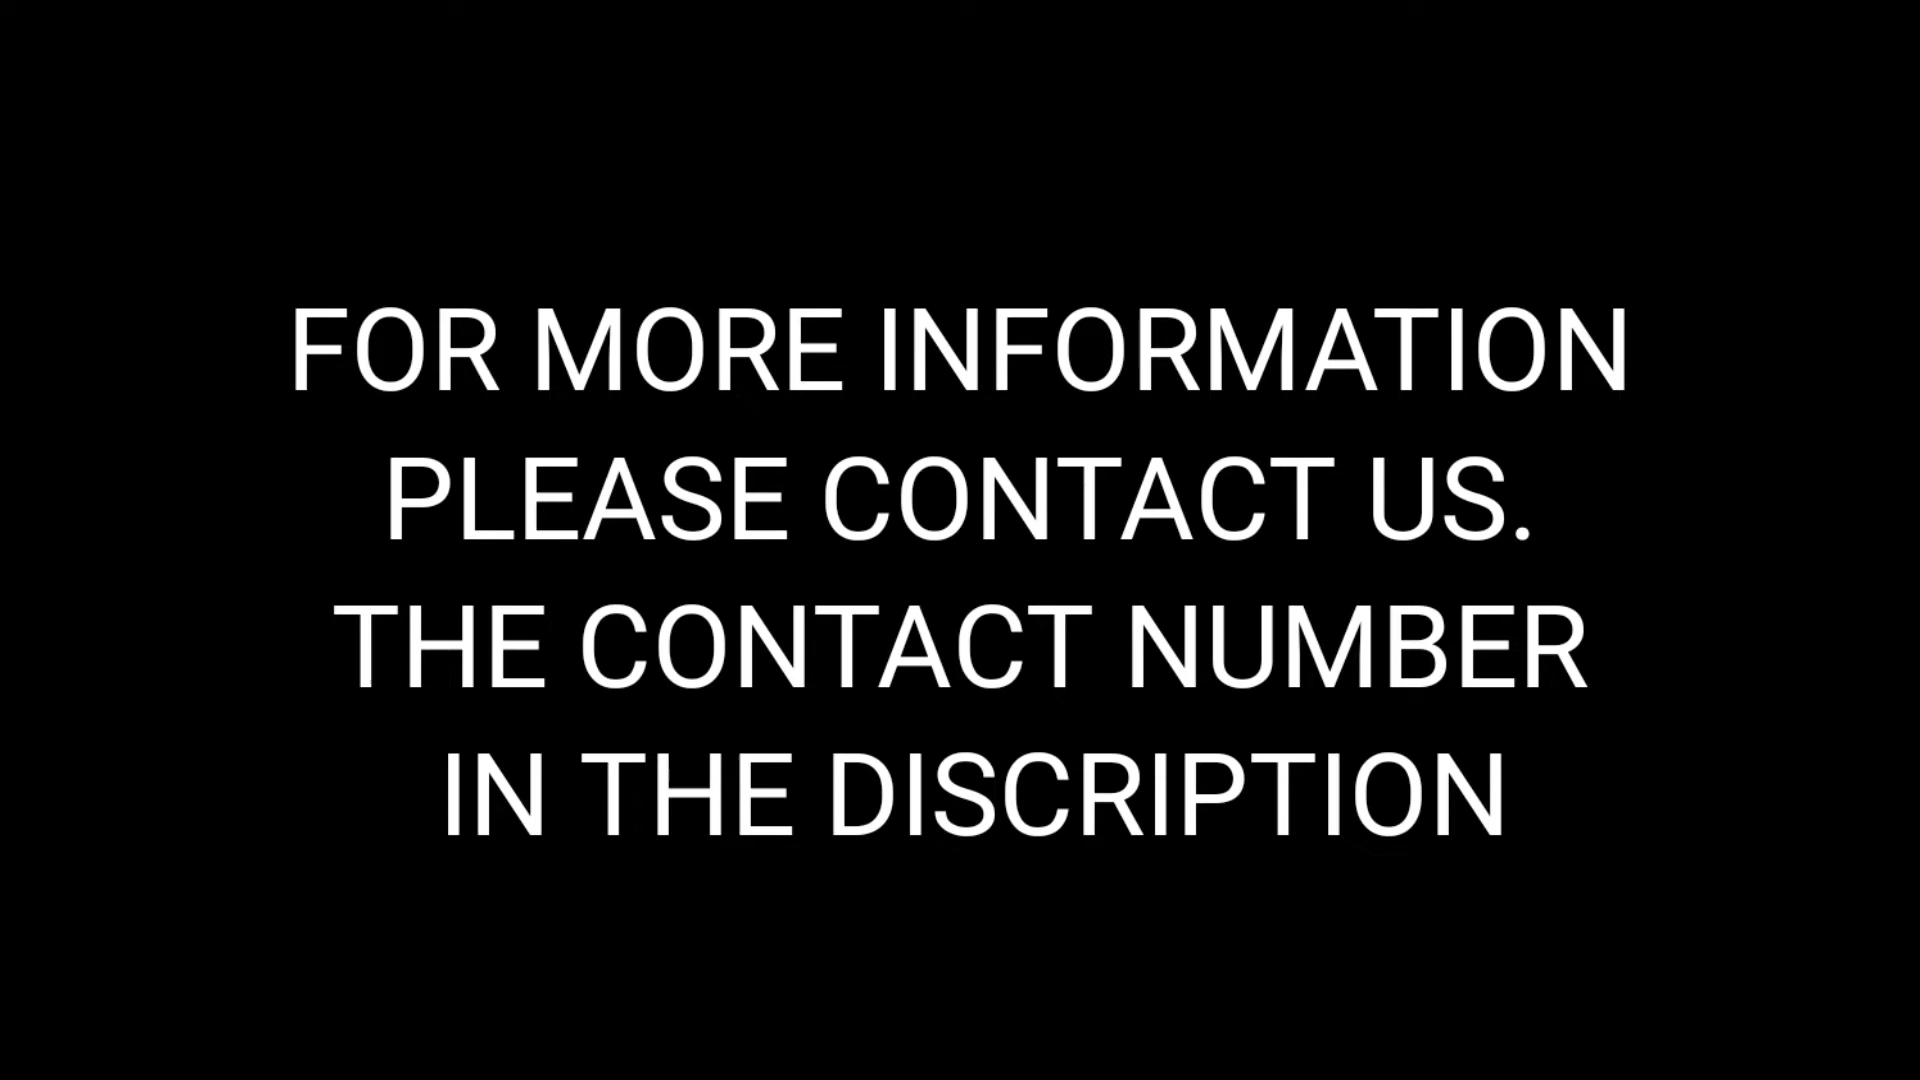 FOR MORE INFORMATION
PLEASE CONTACT US.
THE CONTACT NUMBER
IN THE DISCRIPTION